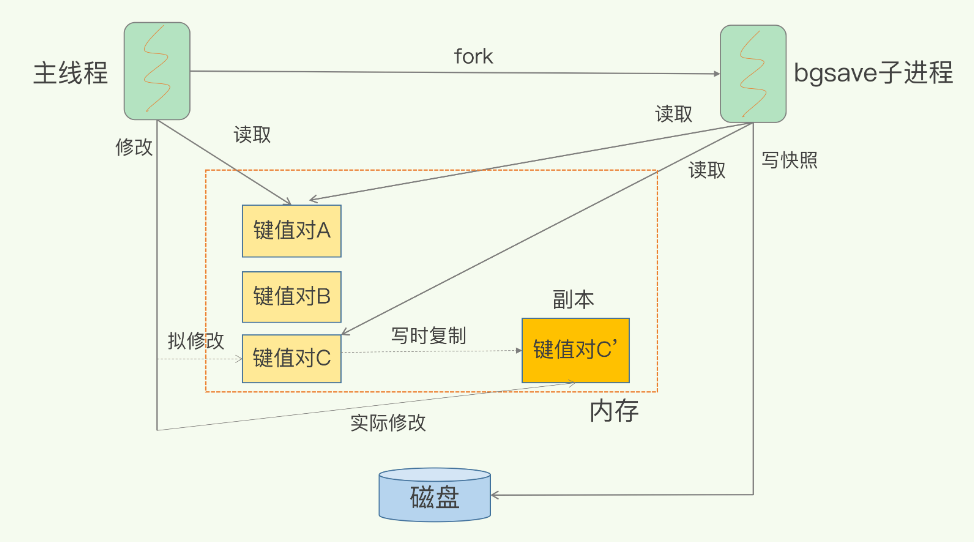 fork
主线程
bgsave子进程
读取
读取
修改
写快照
读取
键值对A
键值对B
副本
拟修改
写时复制
键值对C
键值对C’
内存
实际修改
磁盘